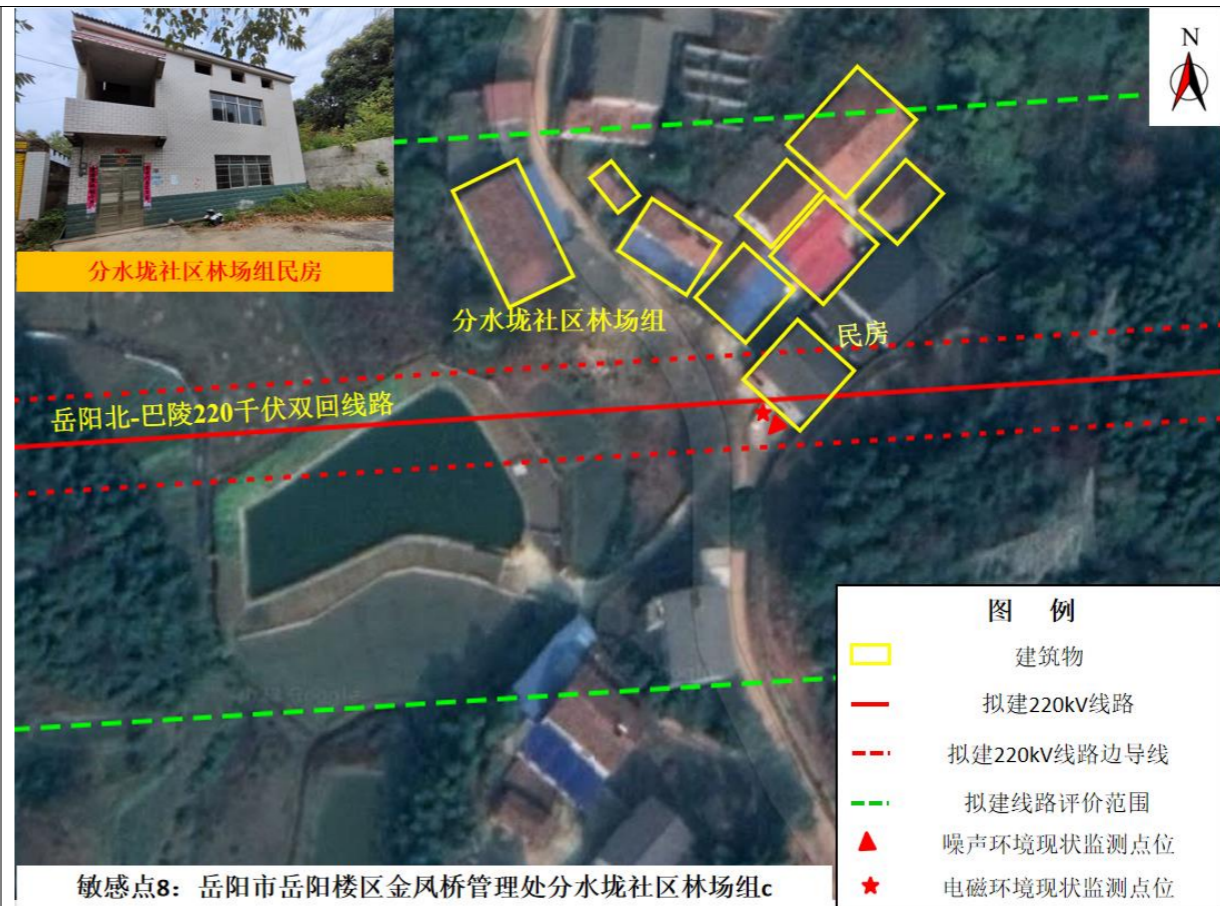 N
分水垅社区林场组民房
分水垅社区林场组
民房
岳阳北-巴陵220千伏双回线路
图 例
建筑物
拟建220kV线路
拟建220kV线路边导线
拟建线路评价范围
噪声环境现状监测点位
电磁环境现状监测点位
敏感点8：岳阳市岳阳楼区金凤桥管理处分水垅社区林场组c